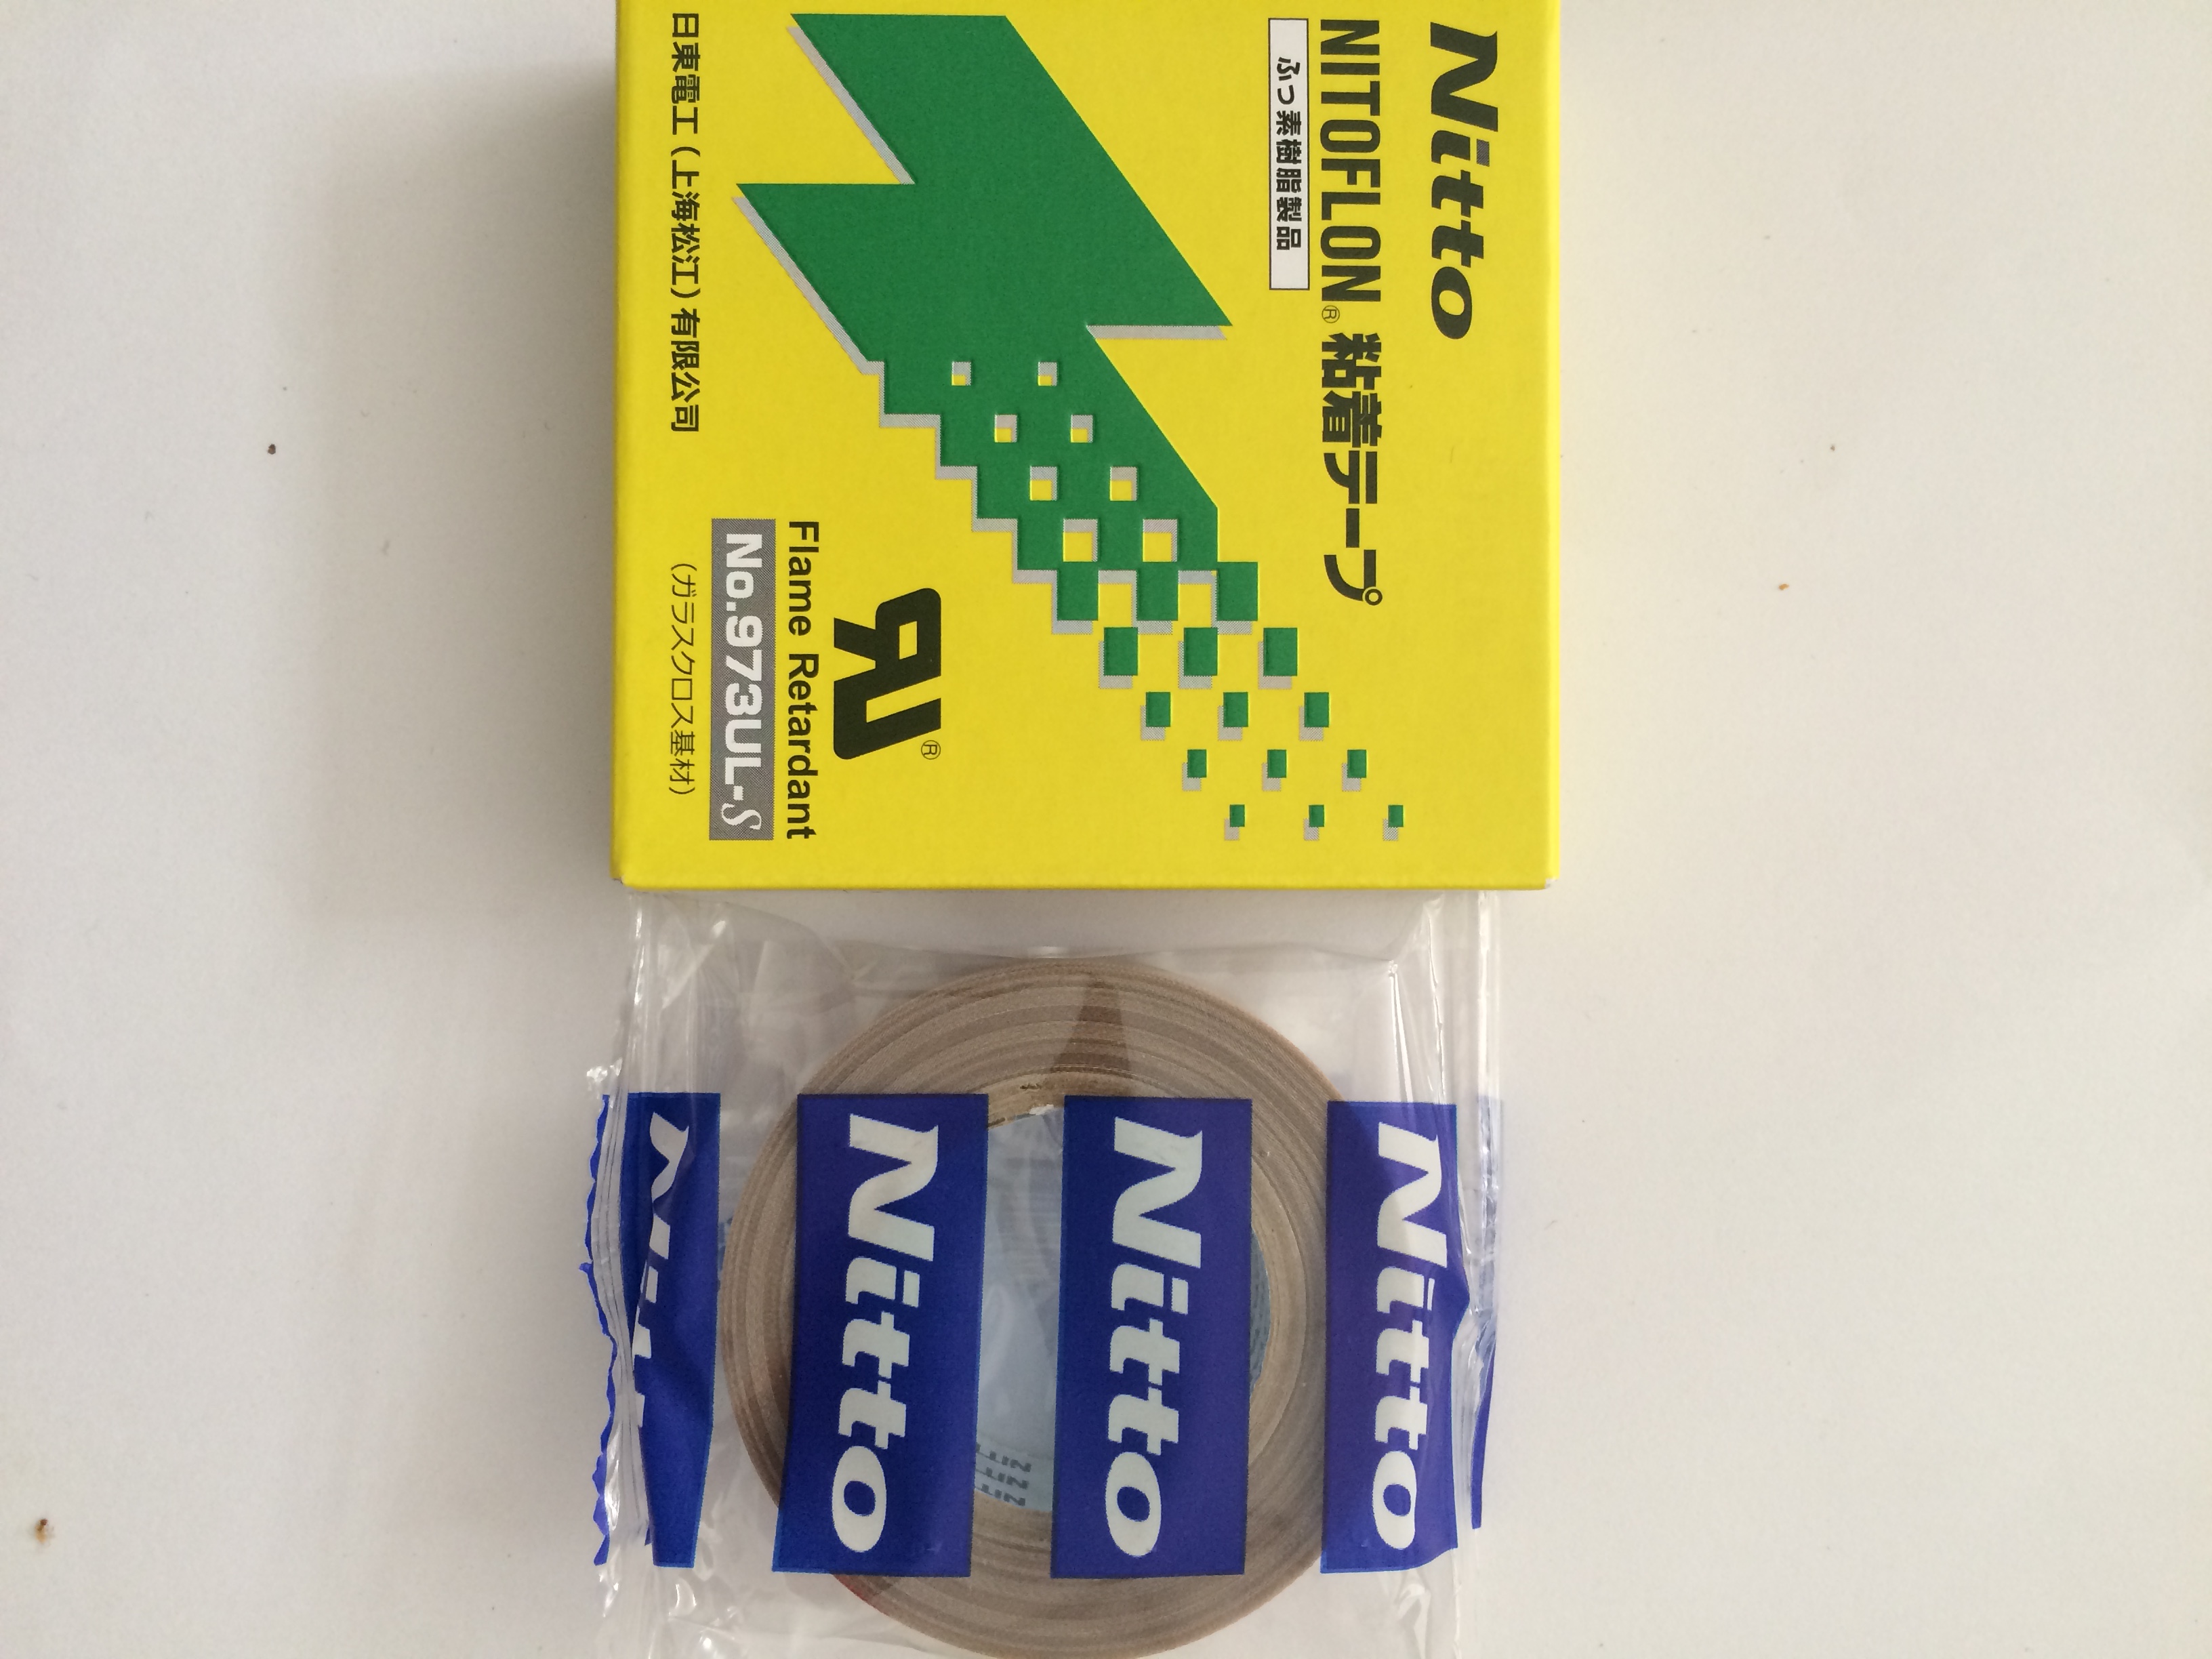 Nitto
NITOFLON® 粘着テープ
ふっ素樹脂製品
RU®
Flame Retardant
No.973UL-S
(ガラスクロス基材)
日東電工(上海松江)有限公司
Nitto
Nitto
Nitto